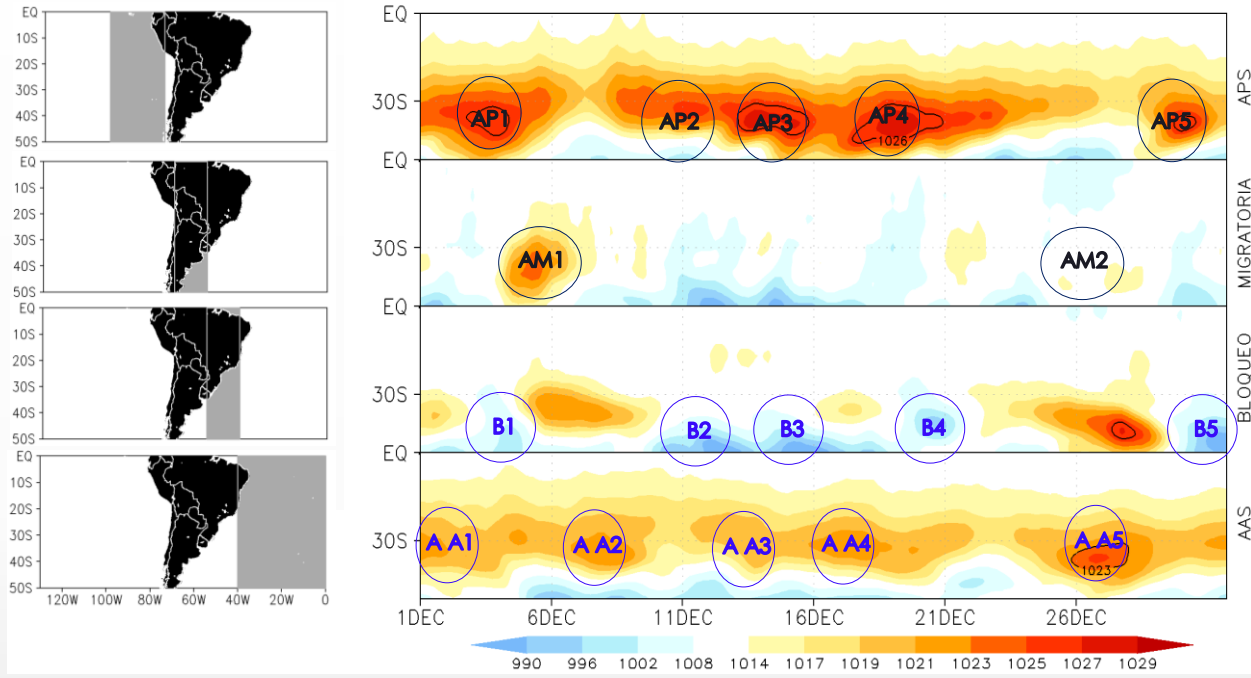 EQ
10S
20S
30S
40S
50S
EQ
10S
20S
30S
40S
50S
EQ
10S
20S
30S
40S
50S
EQ
10S
20S
30S
40S
50S
120W 100W 80W 60W 40W 20W 0
EQ
30S
AP1 AP2 AP3 AP4 AP5
1026
APS
EQ
30S
AM1 AM2
MIGRATORIA
EQ
30S
B1 B2 B3 B4 B5
BLOQUEO
EQ
30S
A A1 A A2 A A3 A A4 A A5
1023
AAS
1DEC 6DEC 11DEC 16DEC 21DEC 26DEC
990 996 1002 1008 1014 1017 1019 1021 1023 1025 1027 1029